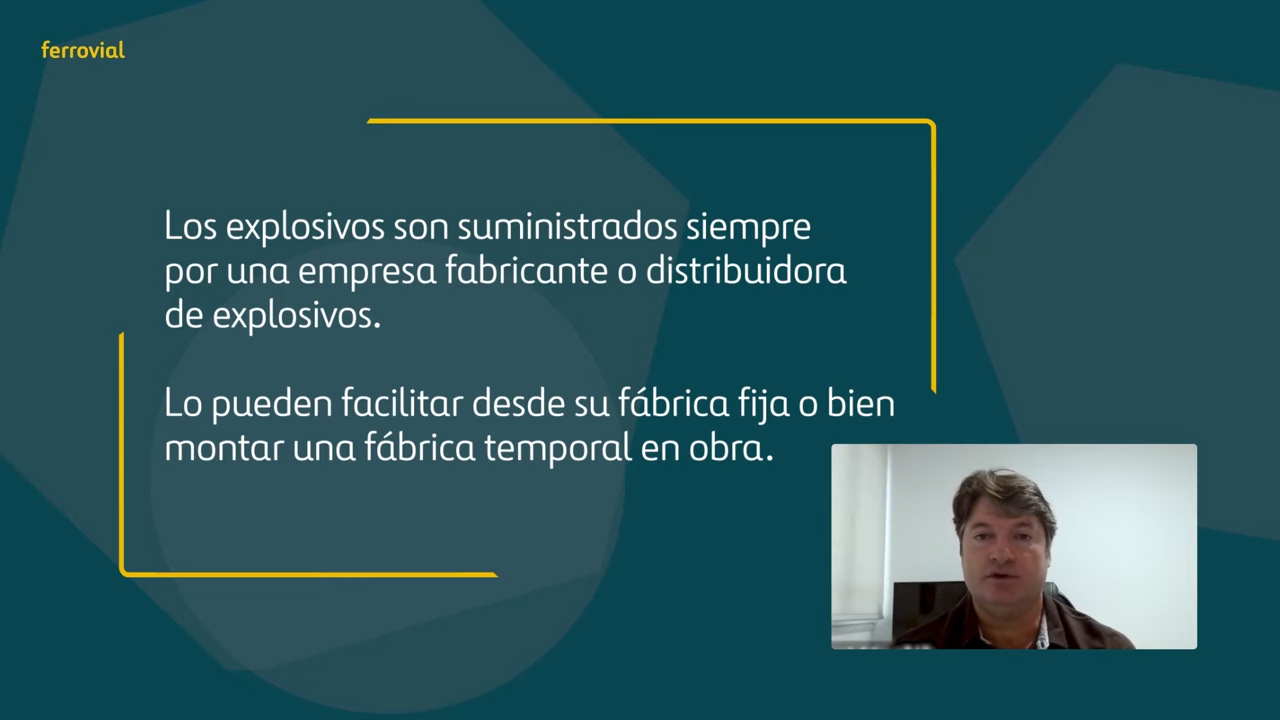 ferrovial
Los explosivos son suministrados siempre
por una empresa fabricante o distribuidora
de explosivos.
Lo pueden facilitar desde su fábrica fija o bien
montar una fábrica temporal en obra.